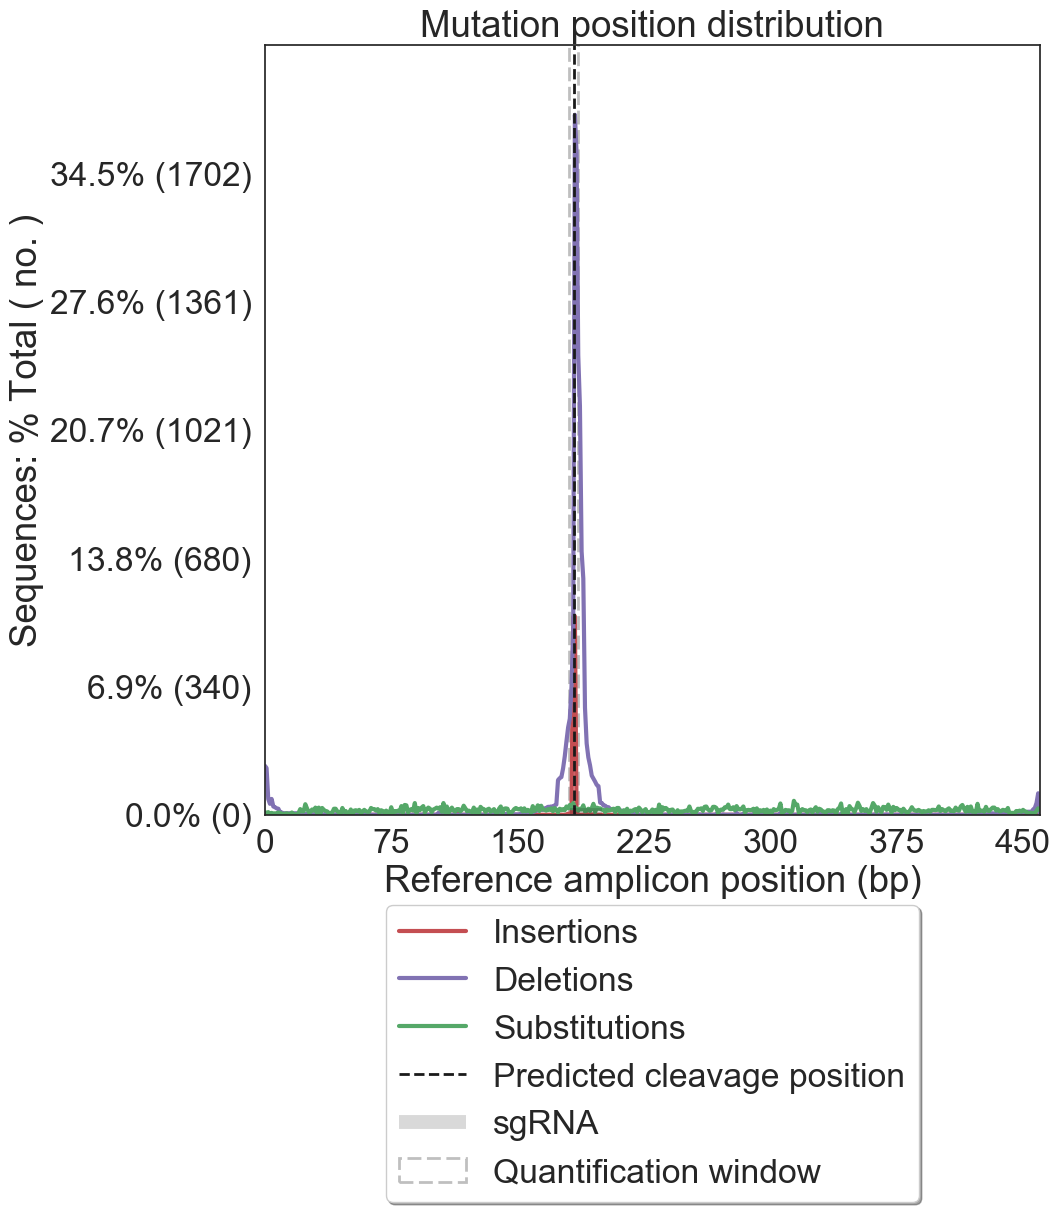 Mutation position distribution
Sequences: % Total ( no. )
34.5% (1702)
27.6% (1361)
20.7% (1021)
13.8% (680)
6.9% (340)
0.0% (0)
0 75 150 225 300 375 450
Reference amplicon position (bp)
Insertions
Deletions
Substitutions
Predicted cleavage position
sgRNA
Quantification window